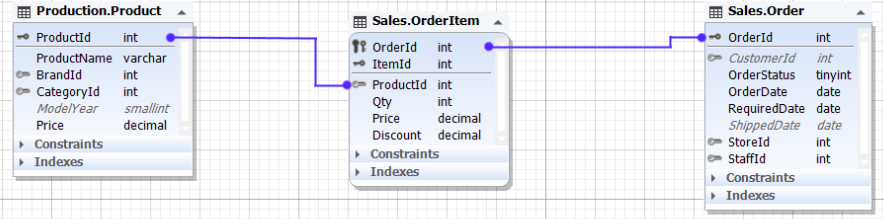 Production.Product
ProductId int
ProductName varchar
BrandId int
CategoryId int
ModelYear smallint
Price decimal
Constraints
Indexes
Sales.OrderItem
OrderId int
ItemId int
ProductId int
Qty int
Price decimal
Discount decimal
Constraints
Indexes
Sales.Order
OrderId int
CustomerId int
OrderStatus tinyint
OrderDate date
RequiredDate date
ShippedDate date
StoreId int
StaffId int
Constraints
Indexes